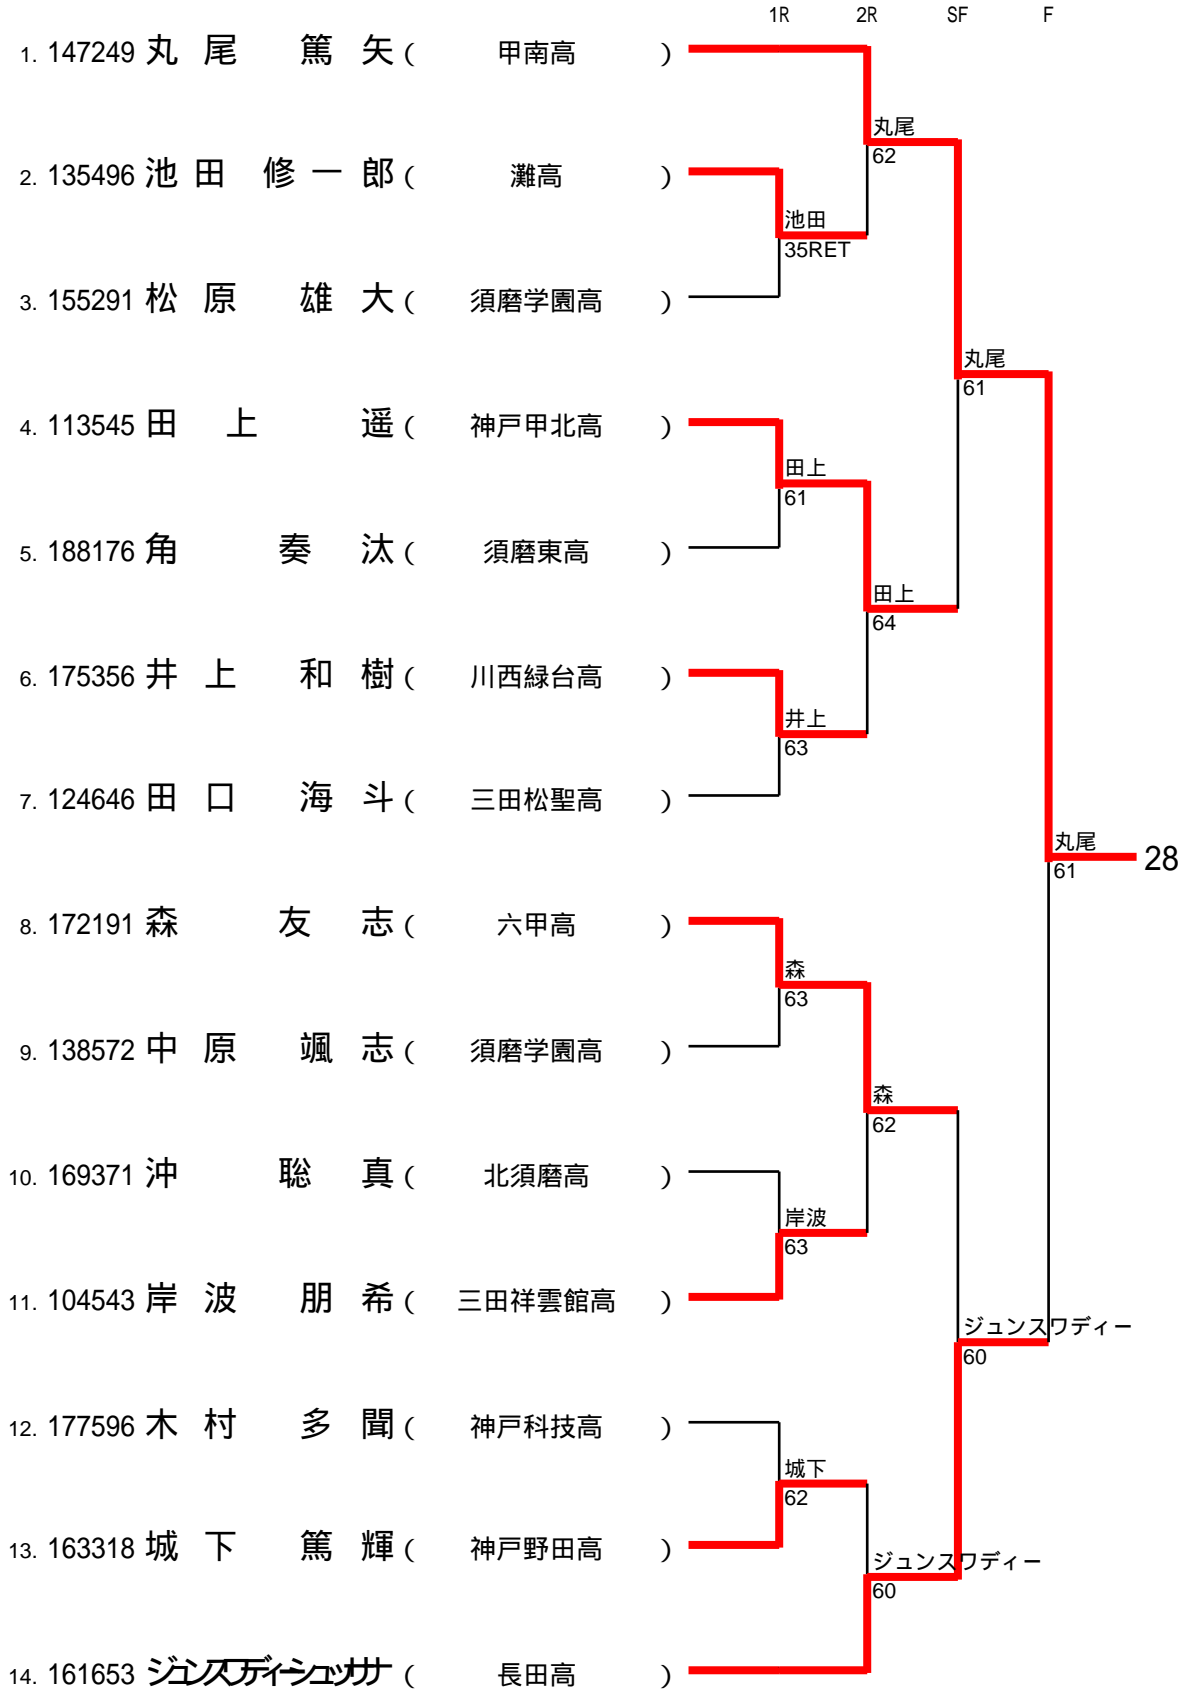 1R 2R SF F
1. 147249 丸尾 篤矢 ( 甲南高 )
丸尾
62
2. 135496 池田 修一郎 ( 灘高 )
池田
35RET
3. 155291 松原 雄大 ( 須磨学園高 )
丸尾
61
4. 113545 田上 遥 ( 神戸甲北高 )
田上
61
5. 188176 角 奏汰 ( 須磨東高 )
田上
64
6. 175356 井上 和樹 ( 川西緑台高 )
井上
63
7. 124646 田口 海斗 ( 三田松聖高 )
丸尾
61
28
8. 172191 森 友志 ( 六甲高 )
森
63
9. 138572 中原 颯志 ( 須磨学園高 )
森
62
10. 169371 沖 聡真 ( 北須磨高 )
岸波
63
11. 104543 岸波 朋希 ( 三田祥雲館高 )
ジュンスワディー
60
12. 177596 木村 多聞 ( 神戸科技高 )
城下
62
13. 163318 城下 篤輝 ( 神戸野田高 )
ジュンスワディー
60
14. 161653 ジュンスワディー ( 長田高 )